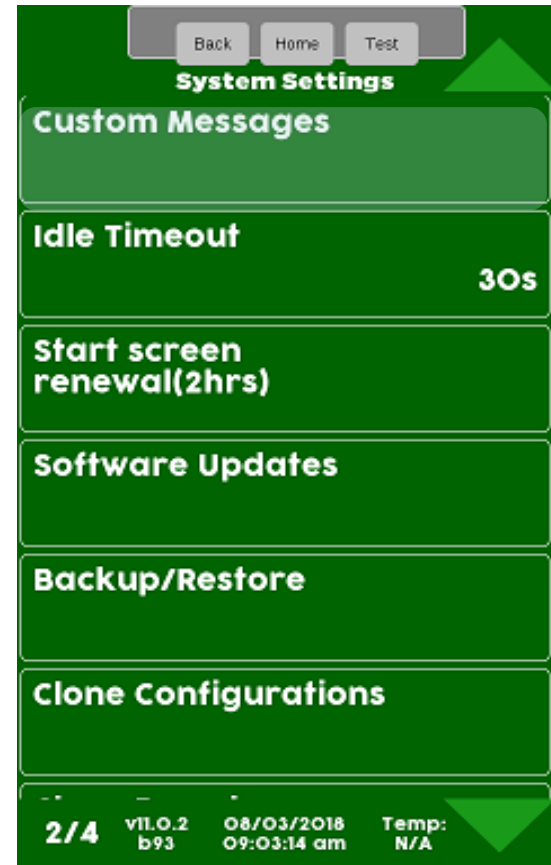 Back Home Test
System Settings
Custom Messages
Idle Timeout
30s
Start screen
renewal(2hrs)
Software Updates
Backup/Restore
Clone Configurations
2/4 v11.0.2 08/03/2018 Temp:
b93 09:03:14 am N/A